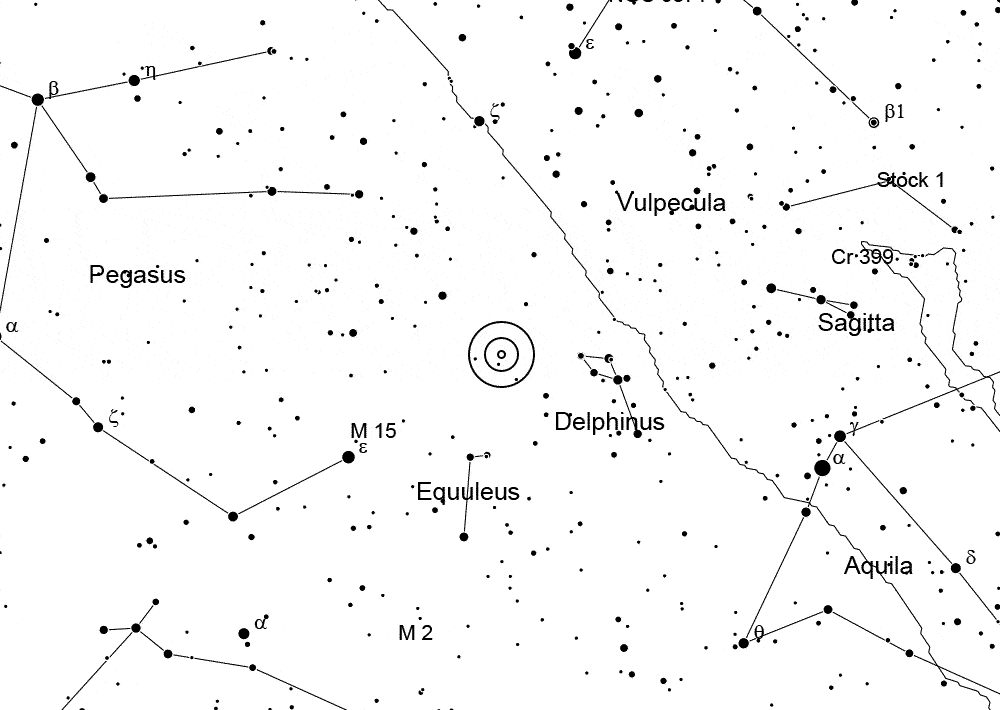 ε
β
η
ζ
β1
Stock 1
Vulpecula
Cr 399
Pegasus
Sagitta
α
ζ
Delphinus
γ
M 15
ε
α
Equuleus
Aquila
δ
α
M 2
θ